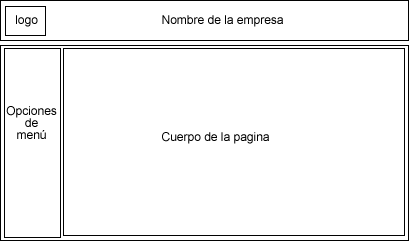 logo
Nombre de la empresa
Opciones
de
menú
Cuerpo de la pagina